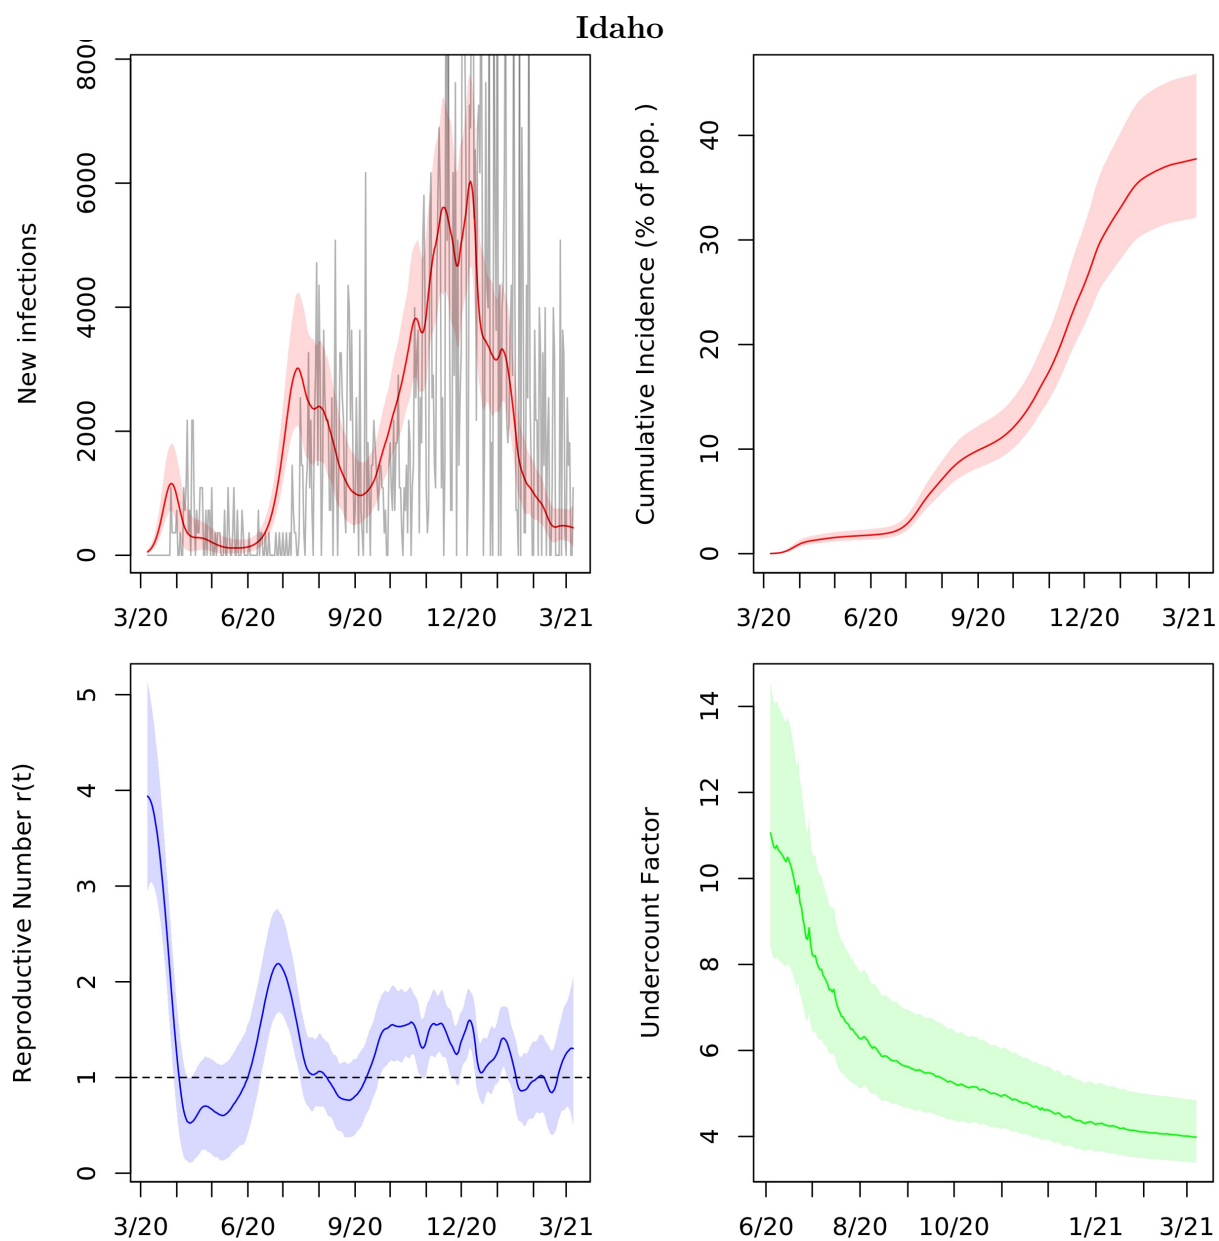 Idaho
New infections
0
2000
4000
6000
800
3/20 6/20 9/20 12/20 3/21
Cumulative Incidence (% of pop. )
0
10
20
30
40
3/20 6/20 9/20 12/20 3/21
Reproductive Number r(t)
0
1
2
3
4
5
3/20 6/20 9/20 12/20 3/21
Undercount Factor
4
6
8
10
12
14
6/20 8/20 10/20 1/21 3/21